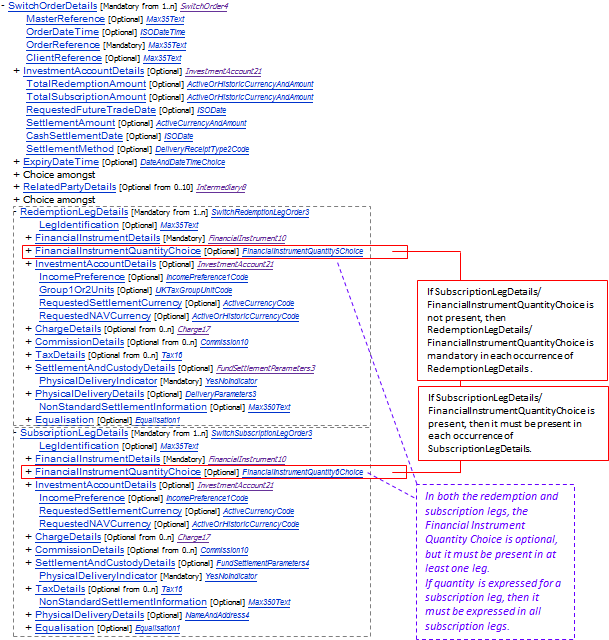 - SwitchOrderDetails [Mandatory from 1..n] SwitchOrder4
MasterReference [Optional] Max35Text
OrderDateTime [Optional] ISODateTime
OrderReference [Mandatory] Max35Text
ClientReference [Optional] Max35Text
+ InvestmentAccountDetails [Optional] InvestmentAccount21
TotalRedemptionAmount [Optional] ActiveOrHistoricCurrencyAndAmount
TotalSubscriptionAmount [Optional] ActiveOrHistoricCurrencyAndAmount
RequestedFutureTradeDate [Optional] ISODate
SettlementAmount [Optional] ActiveCurrencyAndAmount
CashSettlementDate [Optional] ISODate
SettlementMethod [Optional] DeliveryReceiptType2Code
+ ExpiryDateTime [Optional] DateAndDateTimeChoice
+ Choice amongst
+ RelatedPartyDetails [Optional from 0..10] Intermediary8
+ Choice amongst
- RedemptionLegDetails [Mandatory from 1..n] SwitchRedemptionLegOrder3
LegIdentification [Optional] Max35Text
+ FinancialInstrumentDetails [Mandatory] FinancialInstrument10
+ FinancialInstrumentQuantityChoice [Optional] FinancialInstrumentQuantity5Choice
+ InvestmentAccountDetails [Optional] InvestmentAccount21
IncomePreference [Optional] IncomePreference1Code
Group1Or2Units [Optional] UKTaxGroupUnitCode
RequestedSettlementCurrency [Optional] ActiveCurrencyCode
RequestedNAVCurrency [Optional] ActiveOrHistoricCurrencyCode
+ ChargeDetails [Optional from 0..n] Charge17
+ CommissionDetails [Optional from 0..n] Commission10
+ TaxDetails [Optional from 0..n] Tax16
+ SettlementAndCustodyDetails [Optional] FundSettlementParameters3
PhysicalDeliveryIndicator [Mandatory] YesNoIndicator
+ PhysicalDeliveryDetails [Optional] DeliveryParameters3
NonStandardSettlementInformation [Optional] Max350Text
+ Equalisation [Optional] Equalisation1
- SubscriptionLegDetails [Mandatory from 1..n] SwitchSubscriptionLegOrder3
LegIdentification [Optional] Max35Text
+ FinancialInstrumentDetails [Mandatory] FinancialInstrument10
+ FinancialInstrumentQuantityChoice [Optional] FinancialInstrumentQuantity6Choice
+ InvestmentAccountDetails [Optional] InvestmentAccount21
IncomePreference [Optional] IncomePreference1Code
RequestedSettlementCurrency [Optional] ActiveCurrencyCode
RequestedNAVCurrency [Optional] ActiveOrHistoricCurrencyCode
+ ChargeDetails [Optional from 0..n] Charge17
+ CommissionDetails [Optional from 0..n] Commission10
+ SettlementAndCustodyDetails [Optional] FundSettlementParameters4
PhysicalDeliveryIndicator [Mandatory] YesNoIndicator
+ TaxDetails [Optional from 0..n] Tax16
NonStandardSettlementInformation [Optional] Max350Text
+ PhysicalDeliveryDetails [Optional] NameAndAddress4
+ Equalisation [Optional] Equalisation1
If SubscriptionLegDetails/
FinancialInstrumentQuantityChoice is
not present, then
RedemptionLegDetails/
FinancialInstrumentQuantityChoice is
mandatory in each occurrence of
RedemptionLegDetails .
If SubscriptionLegDetails/
FinancialInstrumentQuantityChoice is
present, then it must be present in
each occurrence of
SubscriptionLegDetails.
In both the redemption and
subscription legs, the
Financial Instrument
Quantity Choice is optional,
but it must be present in at
least one leg.
If quantity is expressed for a
subscription leg, then it
must be expressed in all
subscription legs.